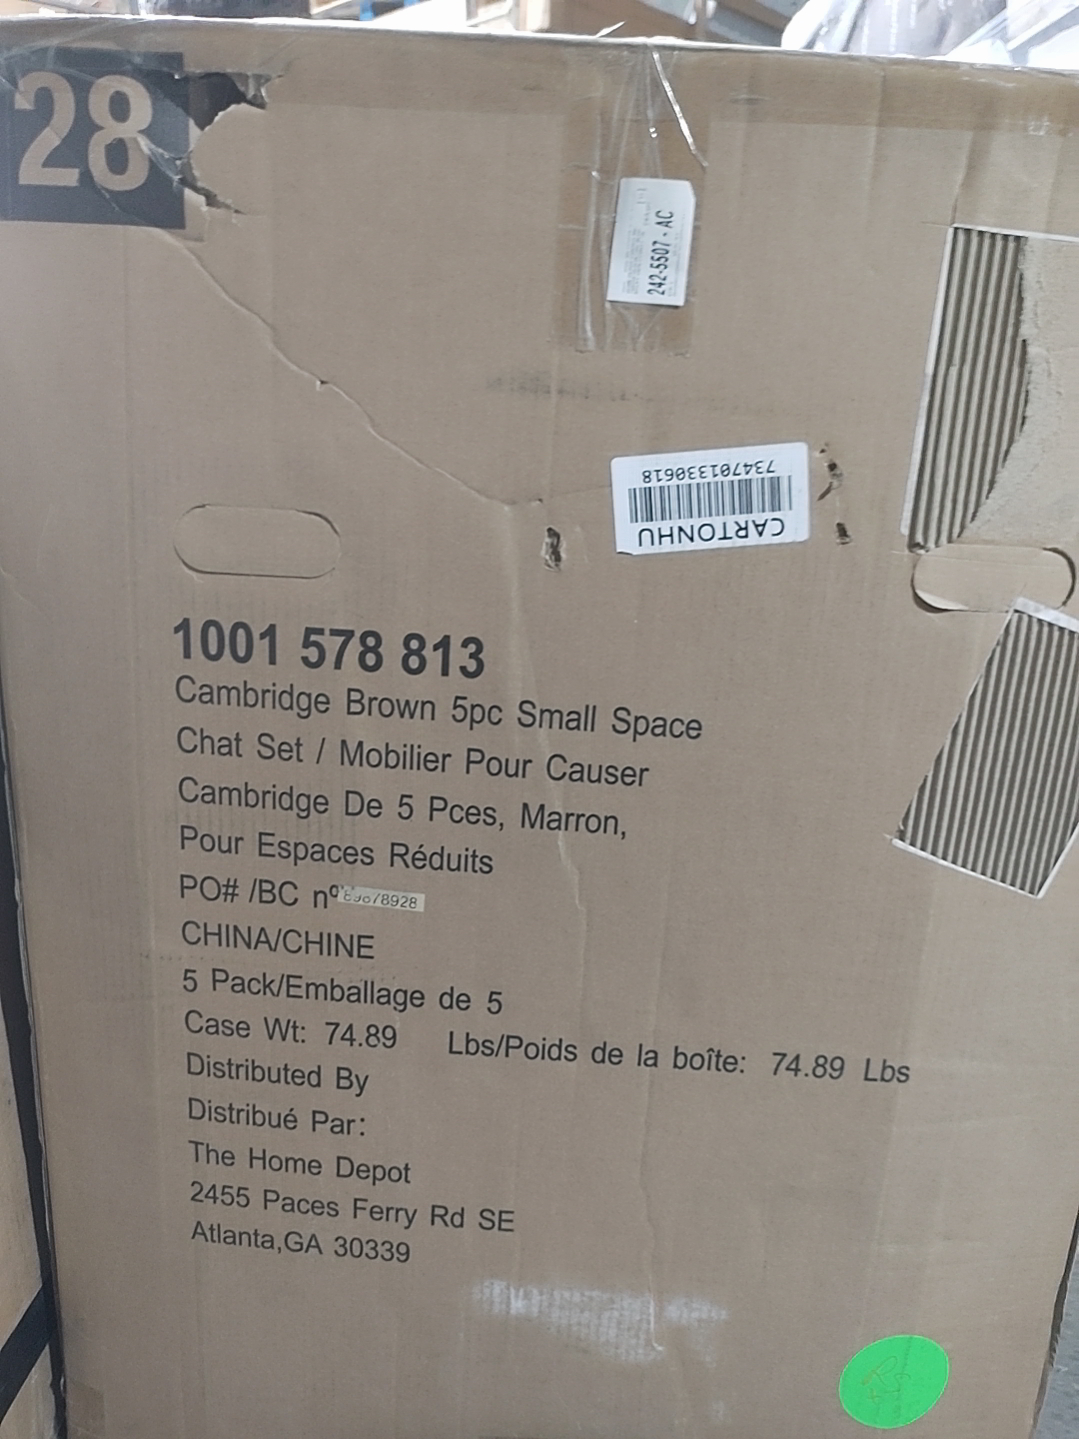 28
242-5507 - AC
734701330618
CARTONHU
1001 578 813
Cambridge Brown 5pc Small Space
Chat Set / Mobilier Pour Causer
Cambridge De 5 Pces, Marron,
Pour Espaces Réduits
PO# /BC nº
CHINA/CHINE
5 Pack/Emballage de 5
Case Wt: 74.89 Lbs/Poids de la boîte: 74.89 Lbs
Distributed By
Distribué Par:
The Home Depot
2455 Paces Ferry Rd SE
Atlanta,GA 30339